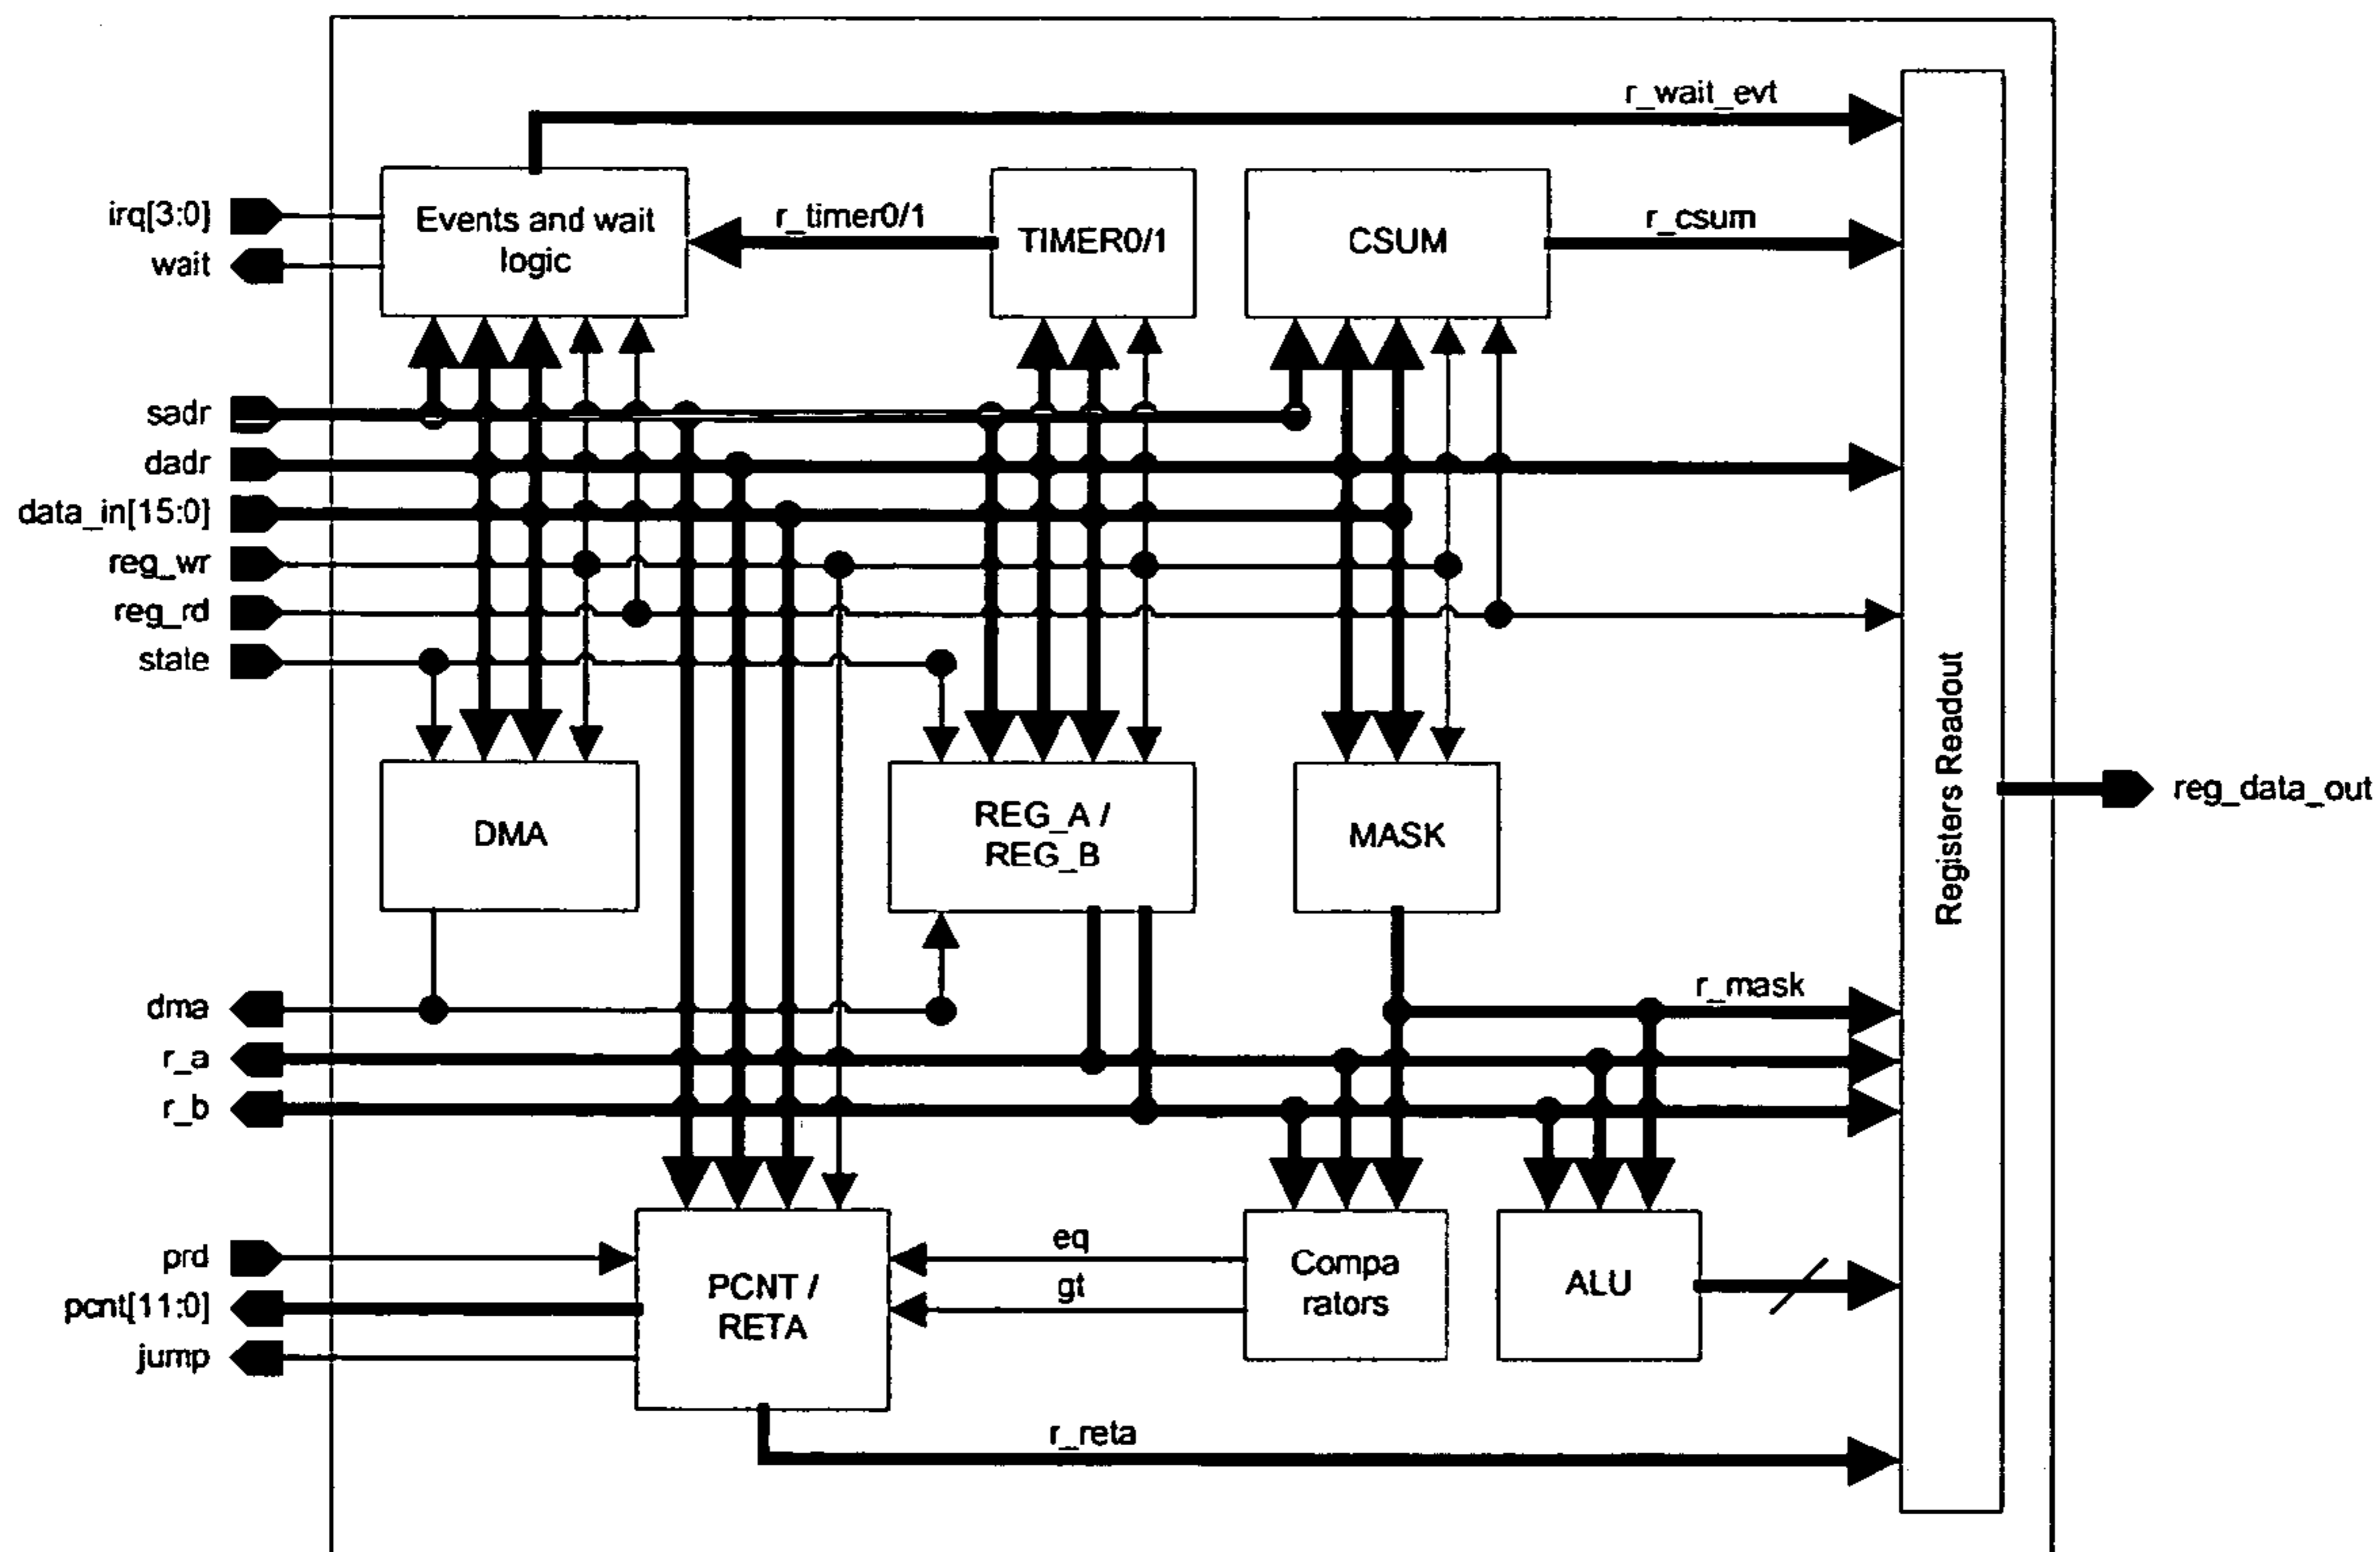 r_wait_evt
irq[3:0]
wait
Events and wait
logic
r_timer0/1
TIMER0/1
CSUM
r_csum
sadr
dadr
data_in[15:0]
reg_wr
reg_rd
state
DMA
REG_A /
REG_B
MASK
Registers Readout
reg_data_out
dma
r_a
r_b
r_mask
prd
pcnt[11:0]
jump
PCNT /
RETA
eq
gt
Compa
rators
ALU
r_reta